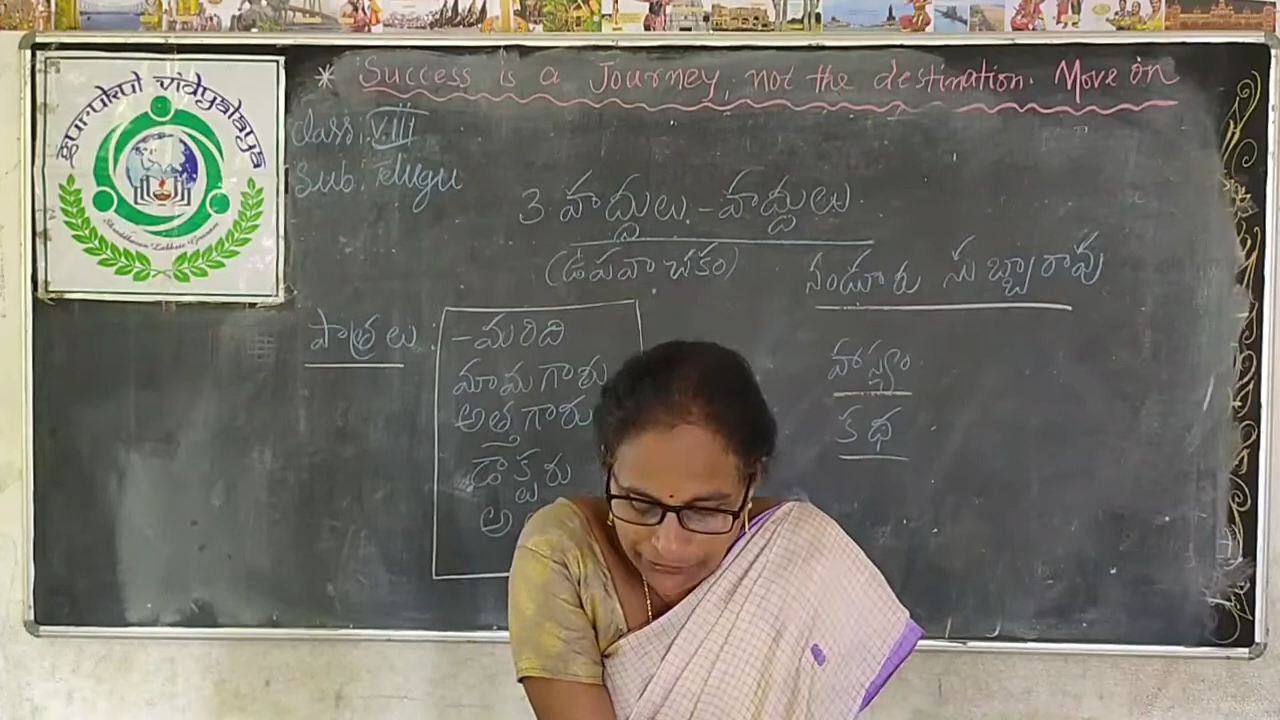 * Success is a Journey, not the destination. Move on
gurukul vidyalaya
Class: VIII
Sub: Telugu
3. హద్దులు - హద్దులు
(ఉపవాచకం)
నండూరు సుబ్బారావు
పాత్రలు :
- మరిది
మామగారు
అత్తగారు
డాక్టరు
అ
హాస్యం
కథ